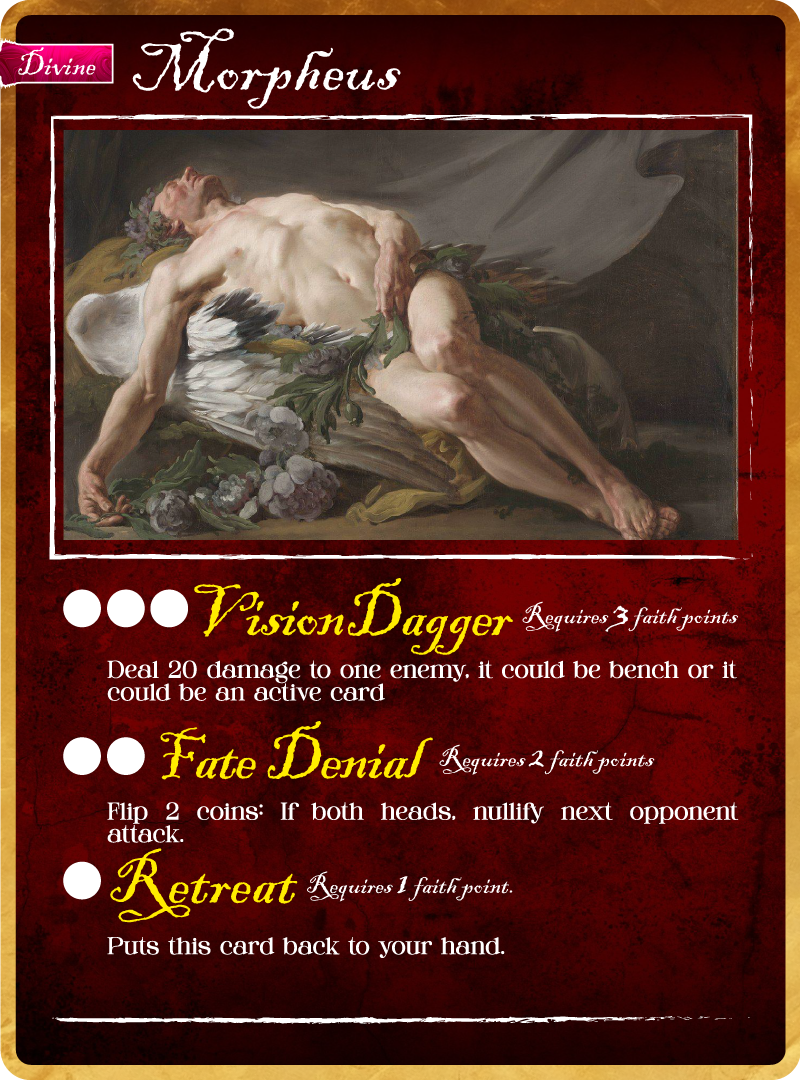 Divine
Morpheus
VisionDagger Requires 3 faith points
Deal 20 damage to one enemy, it could be bench or it
could be an active card
Fate Denial Requires 2 faith points
Flip 2 coins: If both heads, nullify next opponent
attack.
Retreat Requires 1 faith point.
Puts this card back to your hand.